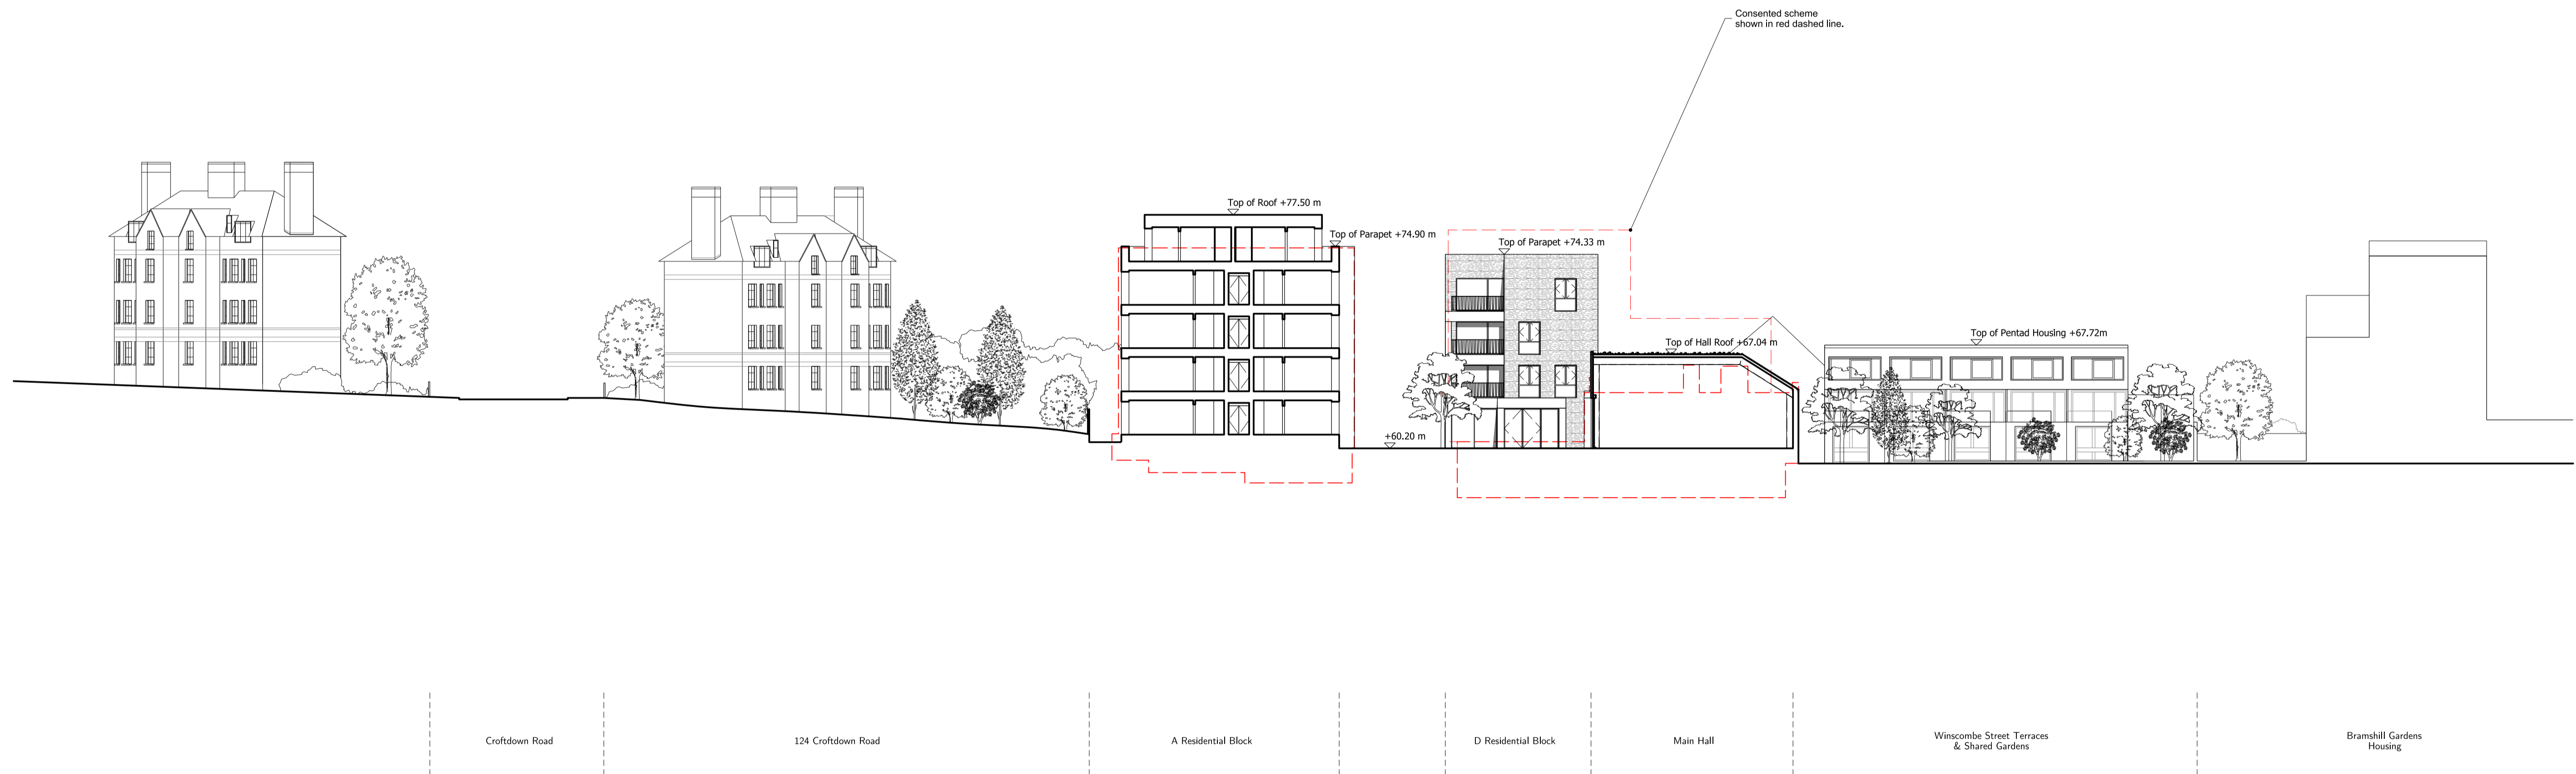 Consented scheme
shown in red dashed line.
Top of Roof +77.50 m
Top of Parapet +74.90 m
Top of Parapet +74.33 m
Top of Pentad Housing +67.72m
Top of Hall Roof +67.04 m
+60.20 m
Croftdown Road
124 Croftdown Road
A Residential Block
D Residential Block
Main Hall
Winscombe Street Terraces
& Shared Gardens
Bramshill Gardens
Housing